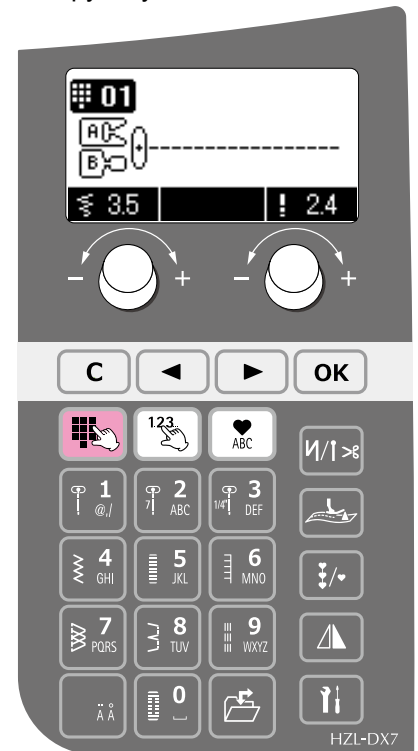 01
A
B
3.5 2.4
- + - +
C OK
123.. ABC
1 @,/ 7 2 ABC 1/4" 3 DEF
4 GHI 5 JKL 6 MNO
7 PQRS 8 TUV 9 WXYZ
Ä Å 0
HZL-DX7